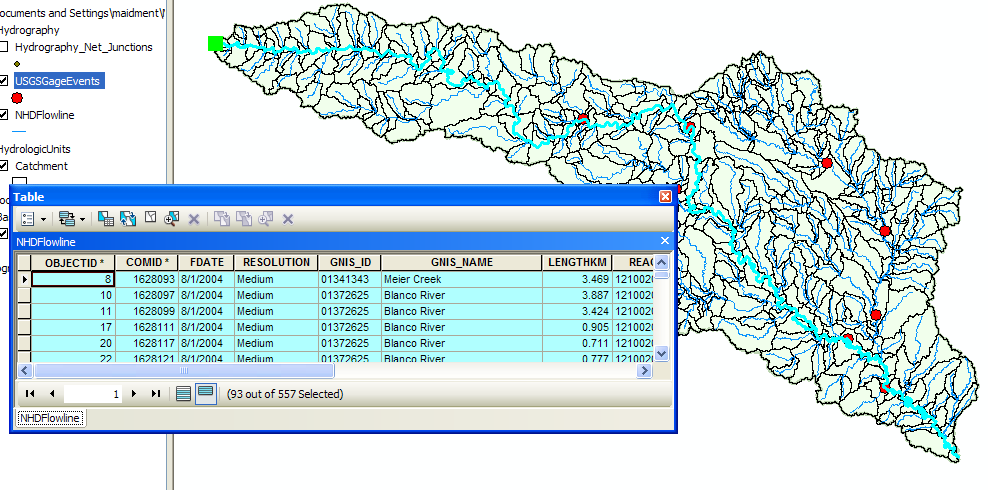 ocuments and Settings\maidment\
Hydrography
Hydrography_Net_Junctions
USGSGageEvents
NHDFlowline
HydrologicUnits
Catchment
Table
NHDFlowline
OBJECTID * COMID * FDATE RESOLUTION GNIS_ID GNIS_NAME LENGTHKM REAC
8 1628093 8/1/2004 Medium 01341343 Meier Creek 3.469 121002
10 1628097 8/1/2004 Medium 01372625 Blanco River 3.887 121002
11 1628099 8/1/2004 Medium 01372625 Blanco River 3.424 121002
17 1628111 8/1/2004 Medium 01372625 Blanco River 0.905 121002
20 1628117 8/1/2004 Medium 01372625 Blanco River 0.711 121002
22 1628121 8/1/2004 Medium 01372625 Blanco River 0.777 121002
1 (93 out of 557 Selected)
NHDFlowline